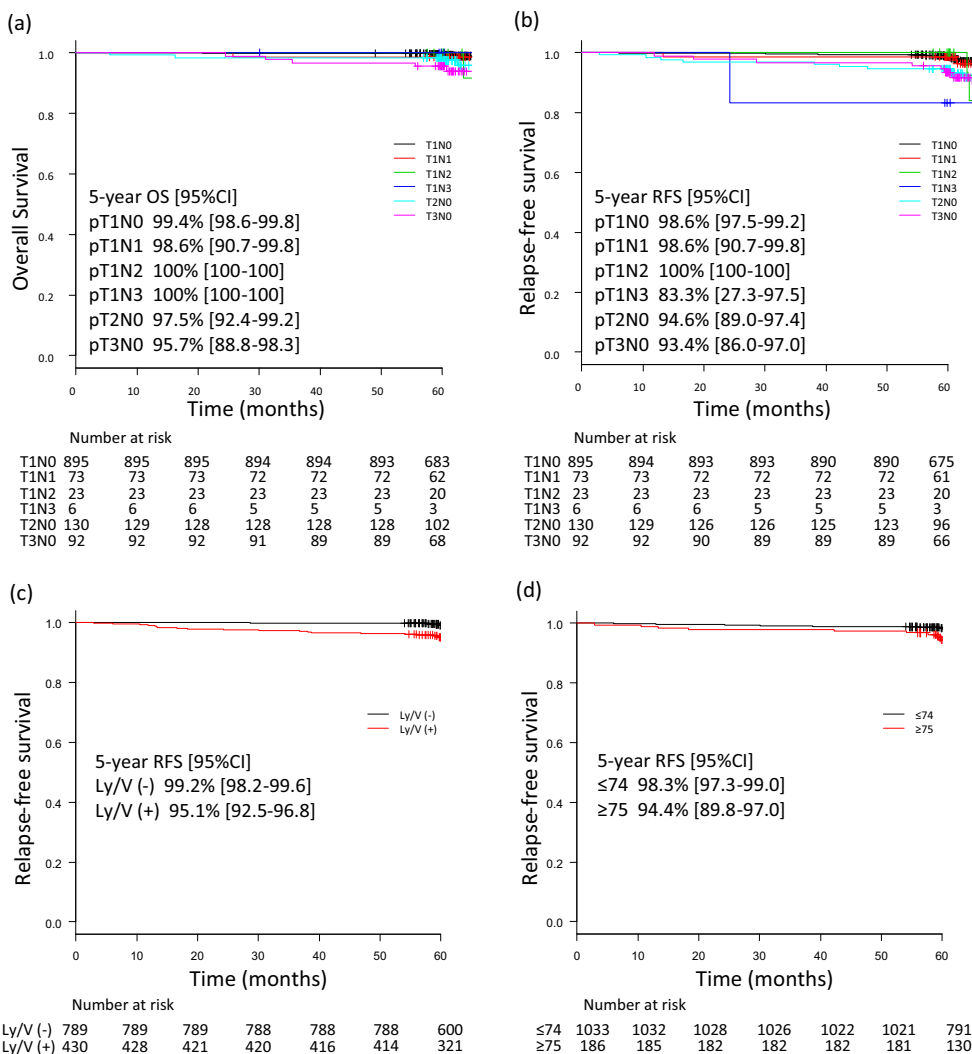 (a)
1.0
0.8
0.6
0.4
0.2
0.0
Overall Survival
T1N0
T1N1
T1N2
T1N3
T2N0
T3N0
5-year OS [95%CI]
pT1N0 99.4% [98.6-99.8]
pT1N1 98.6% [90.7-99.8]
pT1N2 100% [100-100]
pT1N3 100% [100-100]
pT2N0 97.5% [92.4-99.2]
pT3N0 95.7% [88.8-98.3]
0 10 20 30 40 50 60
Time (months)
Number at risk
T1N0 895 895 895 894 894 893 683
T1N1 73 73 73 72 72 72 62
T1N2 23 23 23 23 23 23 20
T1N3 6 6 6 5 5 5 3
T2N0 130 129 128 128 128 128 102
T3N0 92 92 92 91 89 89 68
(b)
1.0
0.8
0.6
0.4
0.2
0.0
Relapse-free survival
T1N0
T1N1
T1N2
T1N3
T2N0
T3N0
5-year RFS [95%CI]
pT1N0 98.6% [97.5-99.2]
pT1N1 98.6% [90.7-99.8]
pT1N2 100% [100-100]
pT1N3 83.3% [27.3-97.5]
pT2N0 94.6% [89.0-97.4]
pT3N0 93.4% [86.0-97.0]
0 10 20 30 40 50 60
Time (months)
Number at risk
T1N0 895 894 893 893 890 890 675
T1N1 73 73 72 72 72 72 61
T1N2 23 23 23 23 23 23 20
T1N3 6 6 6 5 5 5 3
T2N0 130 129 126 126 125 123 96
T3N0 92 92 90 89 89 89 66
(c)
1.0
0.8
0.6
0.4
0.2
0.0
Relapse-free survival
Ly/V (-)
Ly/V (+)
5-year RFS [95%CI]
Ly/V (-) 99.2% [98.2-99.6]
Ly/V (+) 95.1% [92.5-96.8]
0 10 20 30 40 50 60
Time (months)
Number at risk
Ly/V (-) 789 789 789 788 788 788 600
Ly/V (+) 430 428 421 420 416 414 321
(d)
1.0
0.8
0.6
0.4
0.2
0.0
Relapse-free survival
≤74
≥75
5-year RFS [95%CI]
≤74 98.3% [97.3-99.0]
≥75 94.4% [89.8-97.0]
0 10 20 30 40 50 60
Time (months)
Number at risk
≤74 1033 1032 1028 1026 1022 1021 791
≥75 186 185 182 182 182 181 130